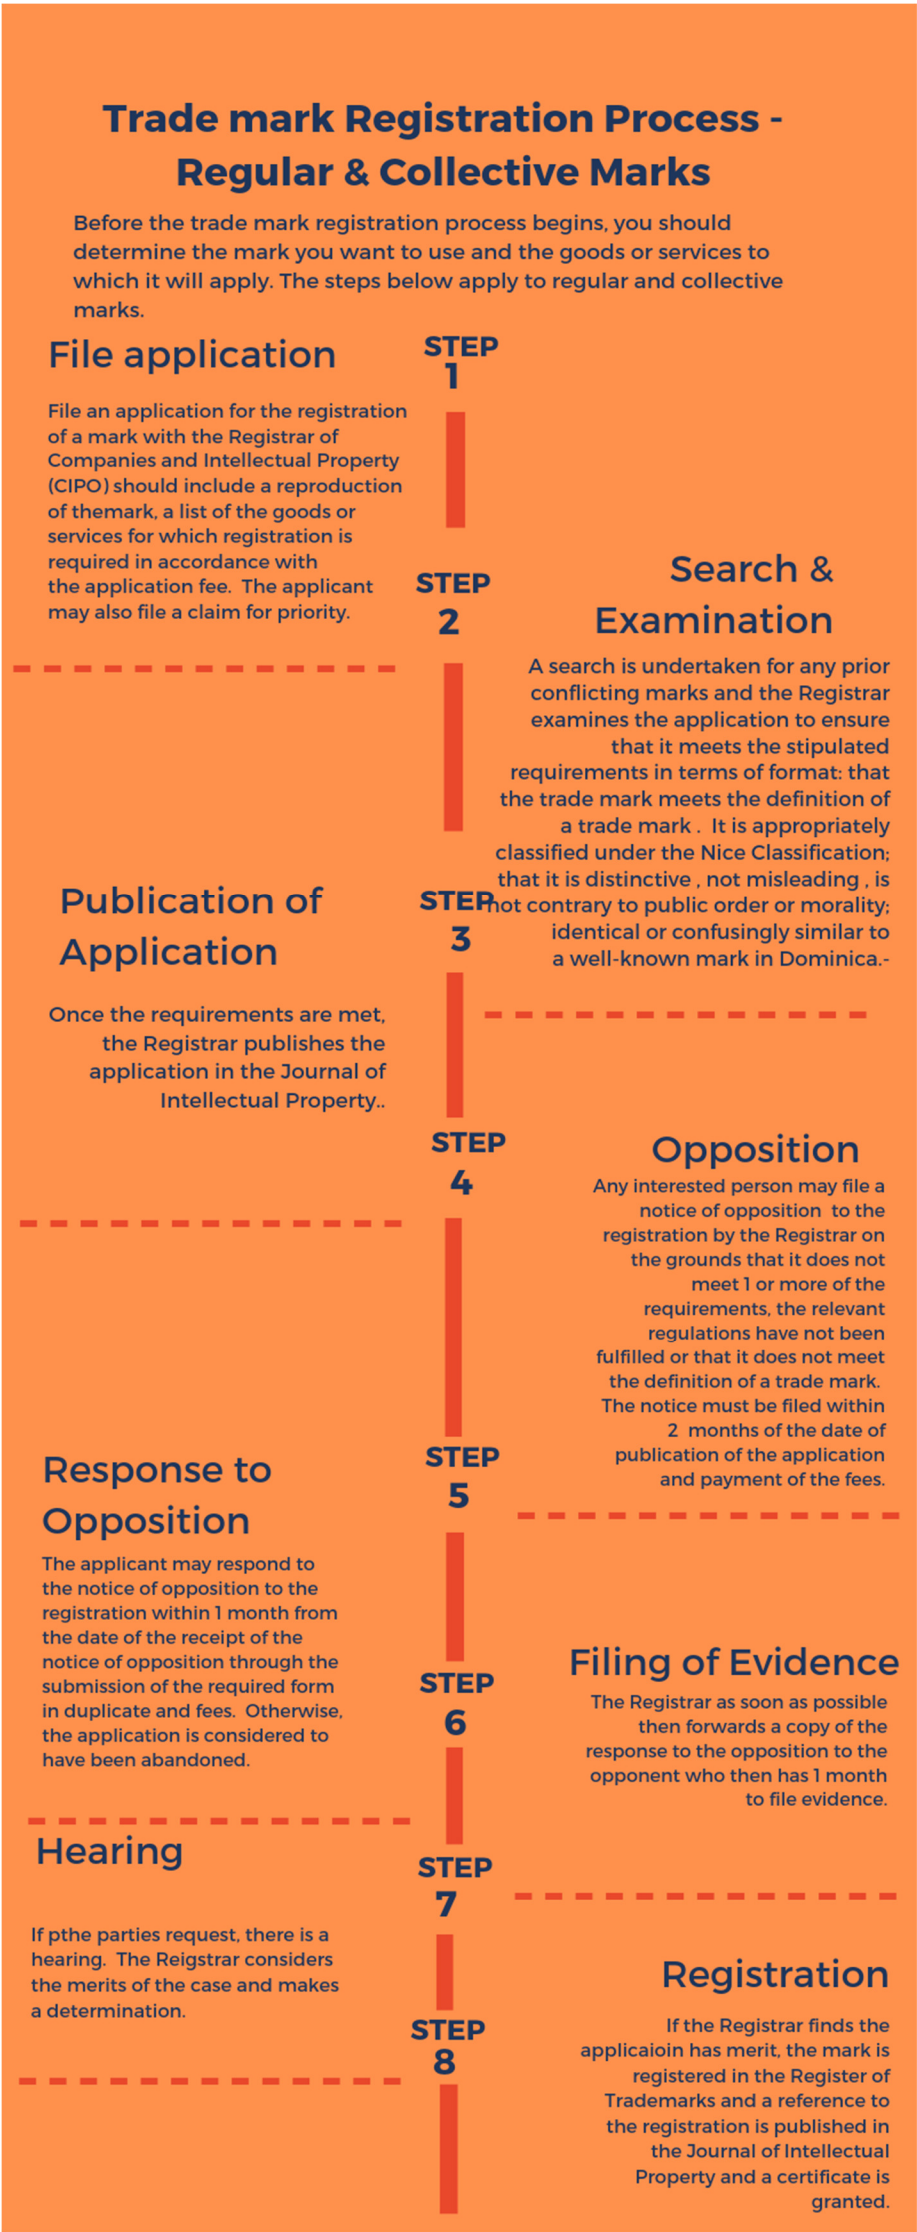 Trade mark Registration Process -
Regular & Collective Marks
Before the trade mark registration process begins, you should
determine the mark you want to use and the goods or services to
which it will apply. The steps below apply to regular and collective
marks.
STEP
1
File application
File an application for the registration
of a mark with the Registrar of
Companies and Intellectual Property
(CIPO) should include a reproduction
of themark, a list of the goods or
services for which registration is
required in accordance with
the application fee.  The applicant
may also file a claim for priority.
STEP
2
Search &
Examination
A search is undertaken for any prior
conflicting marks and the Registrar
examines the application to ensure
that it meets the stipulated
requirements in terms of format: that
the trade mark meets the definition of
a trade mark .  It is appropriately
classified under the Nice Classification;
that it is distinctive , not misleading , is
not contrary to public order or morality;
identical or confusingly similar to
a well-known mark in Dominica.-
STEP
3
Publication of
Application
Once the requirements are met,
the Registrar publishes the
application in the Journal of
Intellectual Property..
STEP
4
Opposition
Any interested person may file a
notice of opposition  to the
registration by the Registrar on
the grounds that it does not
meet 1 or more of the
requirements, the relevant
regulations have not been
fulfilled or that it does not meet
the definition of a trade mark.
The notice must be filed within
2  months of the date of
publication of the application
and payment of the fees.
STEP
5
Response to
Opposition
The applicant may respond to
the notice of opposition to the
registration within 1 month from
the date of the receipt of the
notice of opposition through the
submission of the required form
in duplicate and fees.  Otherwise,
the application is considered to
have been abandoned.
STEP
6
Filing of Evidence
The Registrar as soon as possible
then forwards a copy of the
response to the opposition to the
opponent who then has 1 month
to file evidence.
STEP
7
Hearing
If pthe parties request, there is a
hearing.  The Reigstrar considers
the merits of the case and makes
a determination.
STEP
8
Registration
If the Registrar finds the
applicaioin has merit, the mark is
registered in the Register of
Trademarks and a reference to
the registration is published in
the Journal of Intellectual
Property and a certificate is
granted.